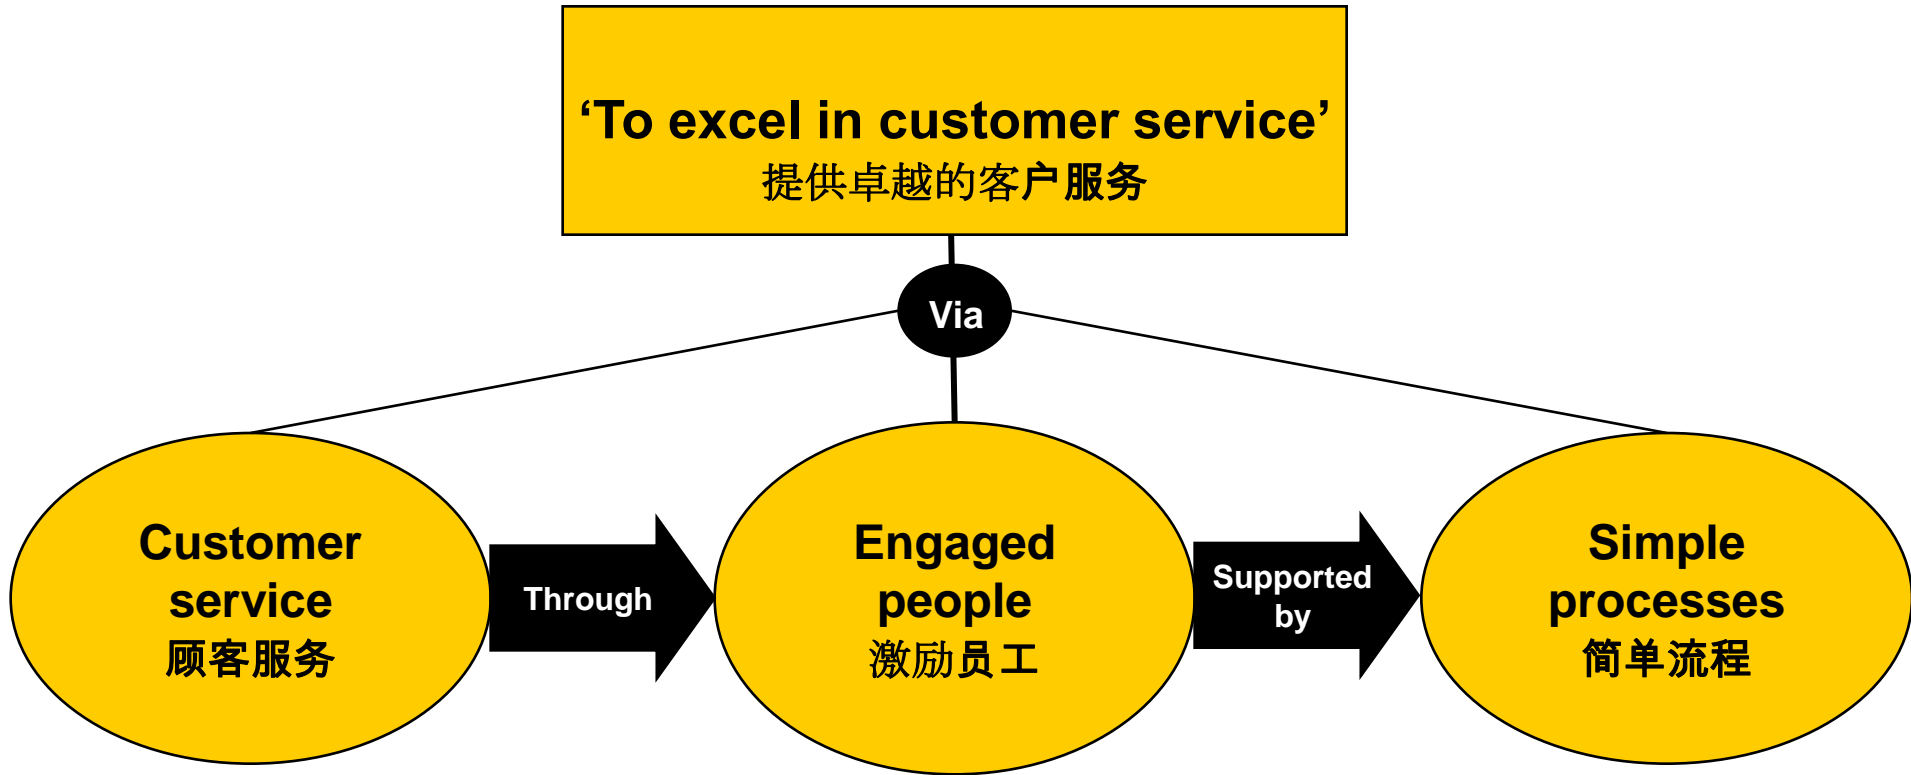 ‘To excel in customer service’
提供卓越的客户服务
Via
Customer
service
顾客服务
Through
Engaged
people
激励员工
Supported
by
Simple
processes
简单流程